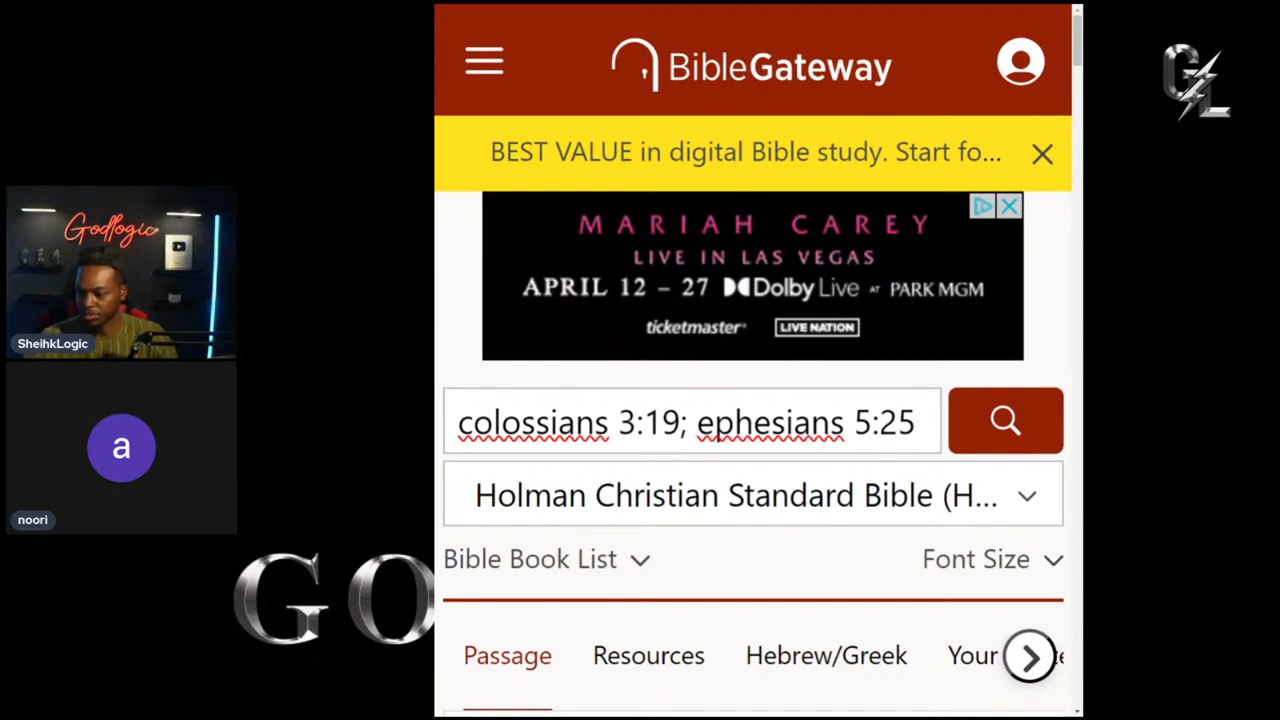 BibleGateway
BEST VALUE in digital Bible study. Start fo...
MARIAH CAREY
LIVE IN LAS VEGAS
APRIL 12 – 27 Dolby Live AT PARK MGM
ticketmaster® LIVE NATION
colossians 3:19; ephesians 5:25
Holman Christian Standard Bible (H...
Bible Book List
Font Size
Passage
Resources
Hebrew/Greek
Your
GL
Godlogic
SheihkLogic
a
noori
GO